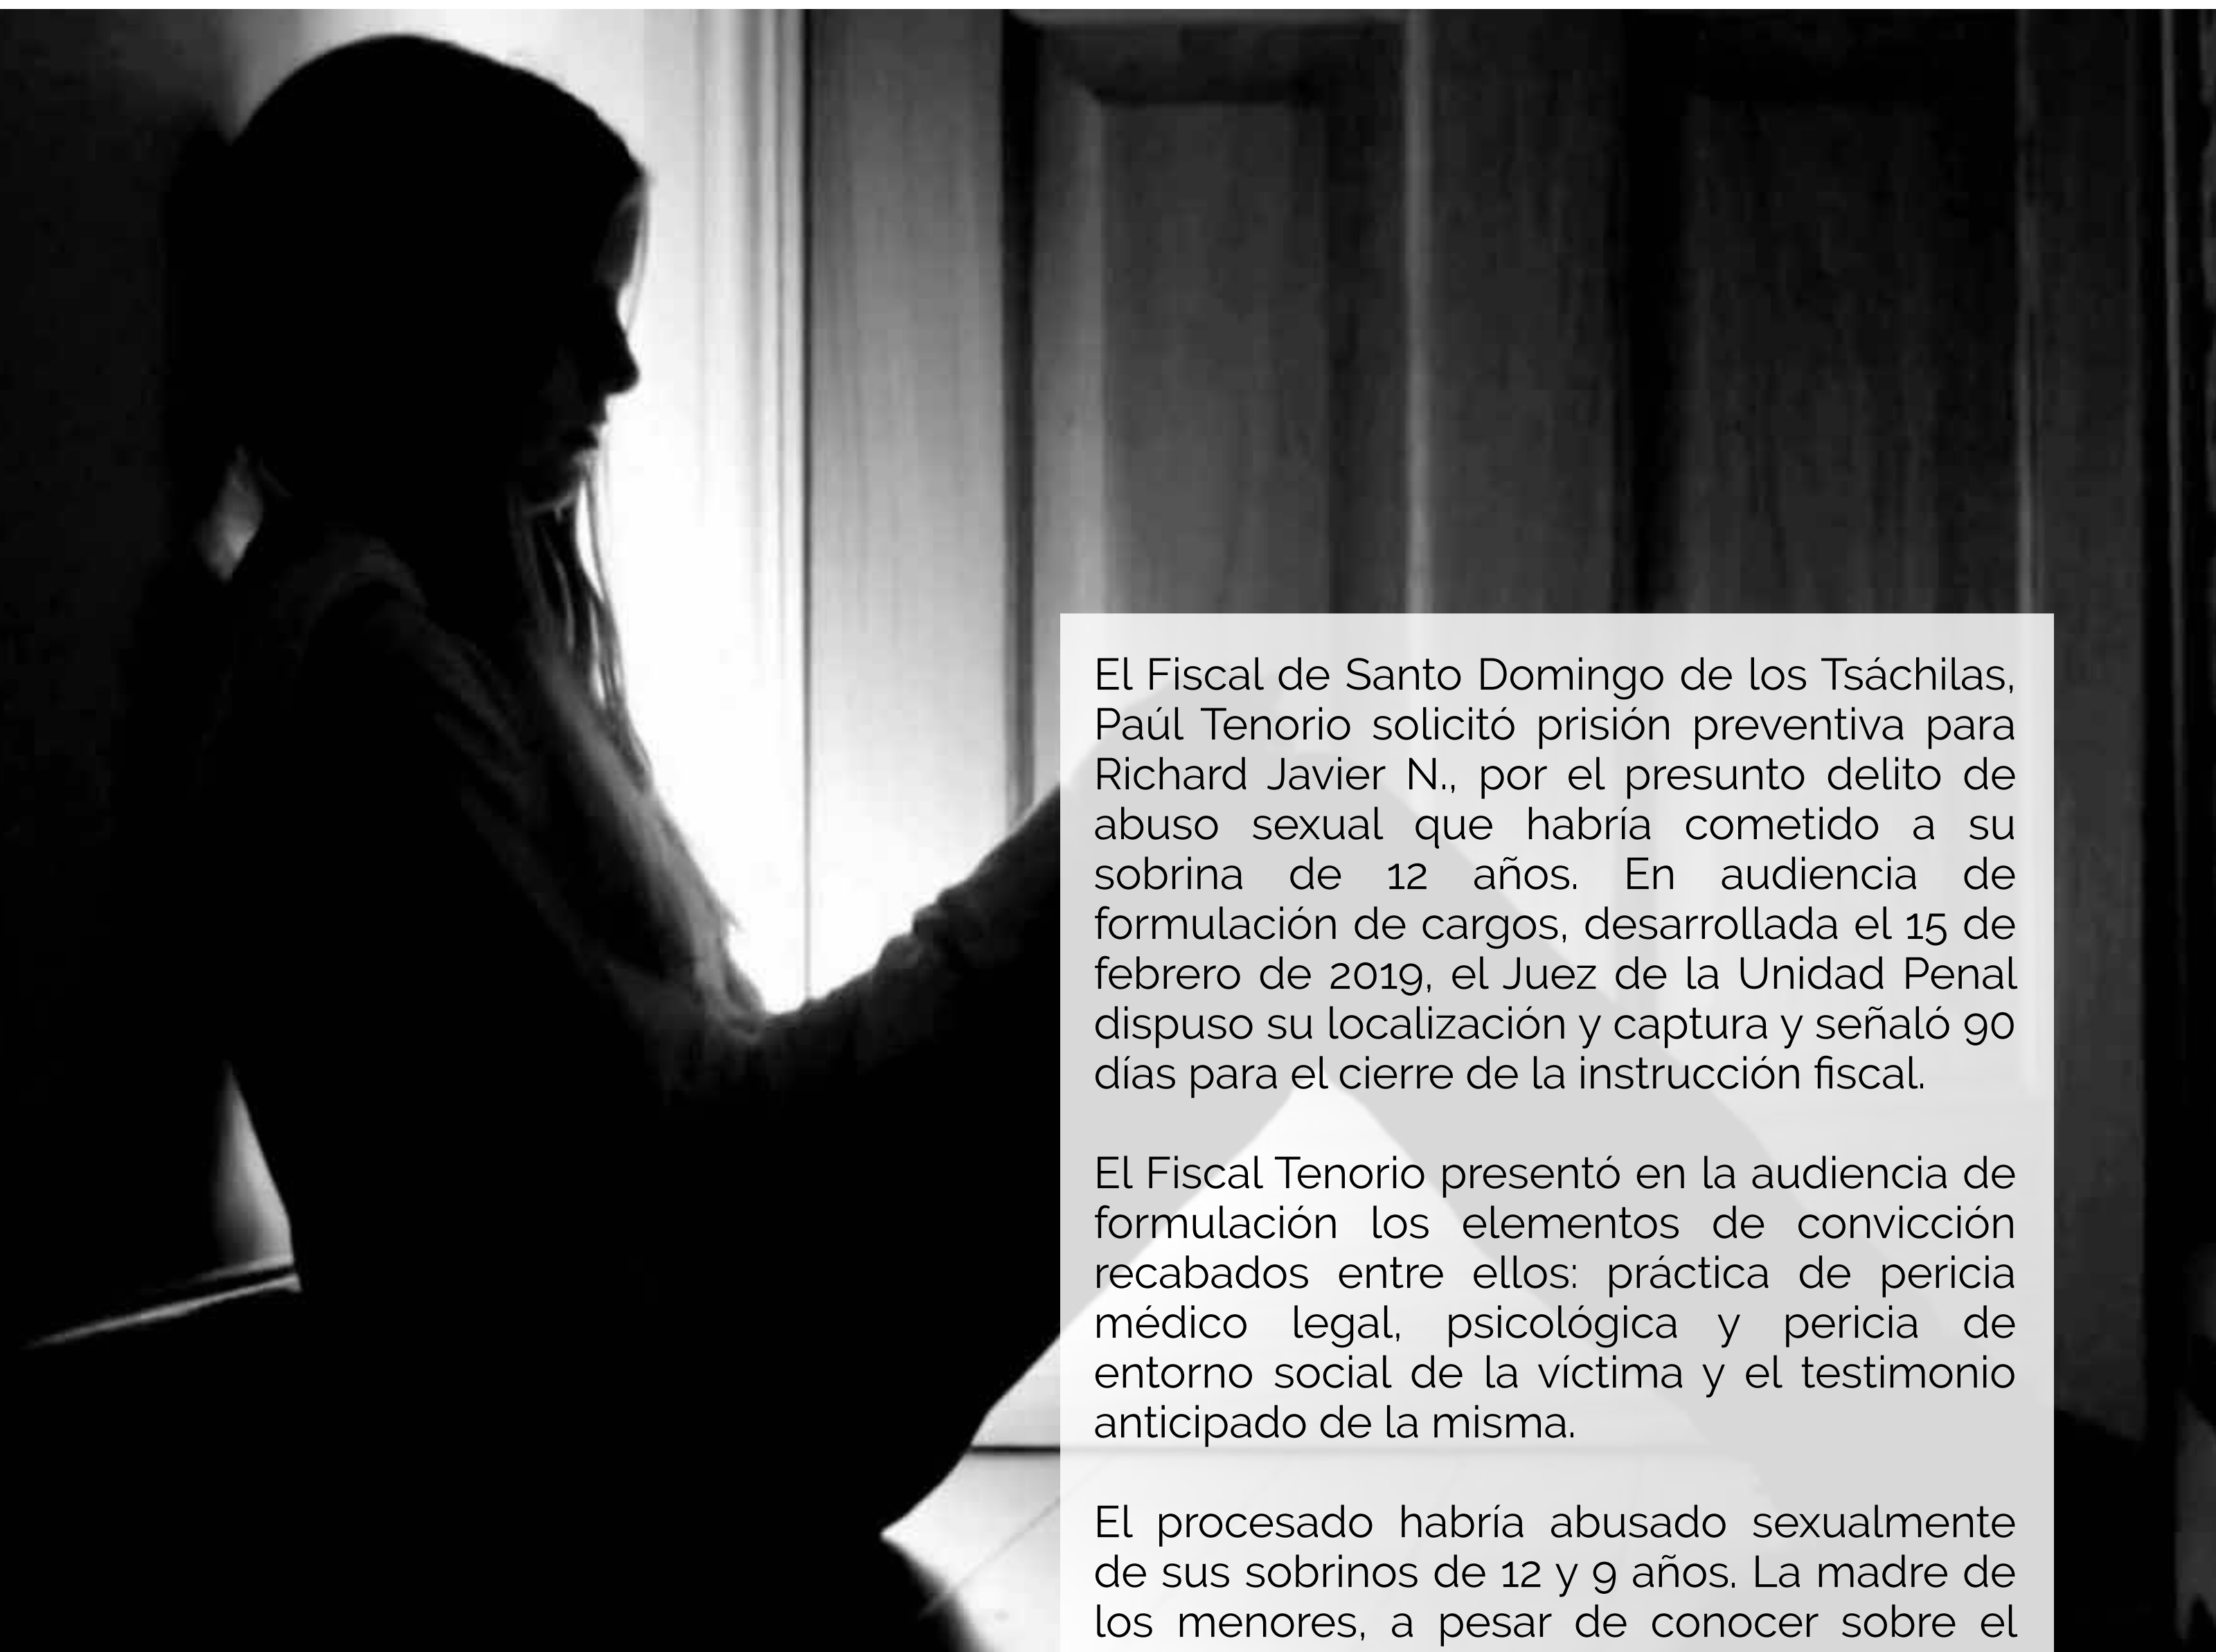 El Fiscal de Santo Domingo de los Tsáchilas,
Paúl Tenorio solicitó prisión preventiva para
Richard Javier N., por el presunto delito de
abuso sexual que habría cometido a su
sobrina de 12 años. En audiencia de
formulación de cargos, desarrollada el 15 de
febrero de 2019, el Juez de la Unidad Penal
dispuso su localización y captura y señaló 90
días para el cierre de la instrucción fiscal.
El Fiscal Tenorio presentó en la audiencia de
formulación los elementos de convicción
recabados entre ellos: práctica de pericia
médico legal, psicológica y pericia de
entorno social de la víctima y el testimonio
anticipado de la misma.
El procesado habría abusado sexualmente
de sus sobrinos de 12 y 9 años. La madre de
los menores, a pesar de conocer sobre el